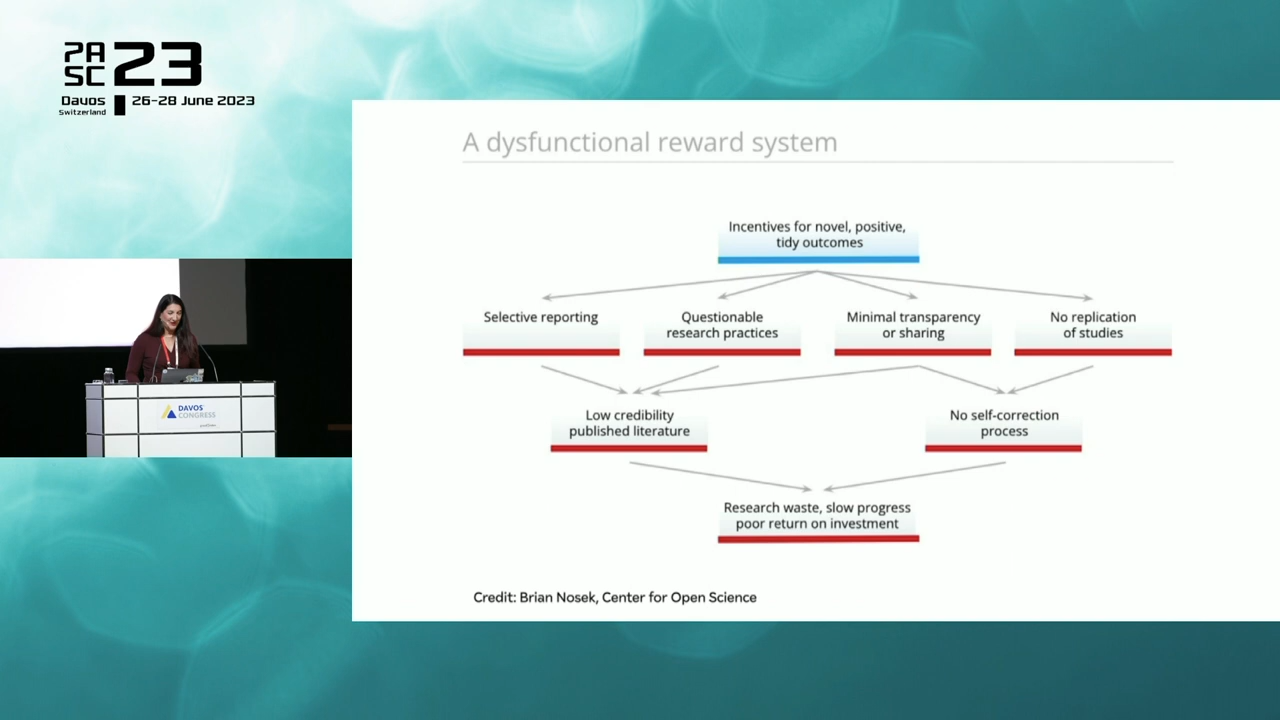 PASC 23
Davos
Switzerland
26-28 June 2023
A dysfunctional reward system
Incentives for novel, positive,
tidy outcomes
Selective reporting
Questionable
research practices
Minimal transparency
or sharing
No replication
of studies
Low credibility
published literature
No self-correction
process
Research waste, slow progress
poor return on investment
Credit: Brian Nosek, Center for Open Science
DAVOS
CONGRESS